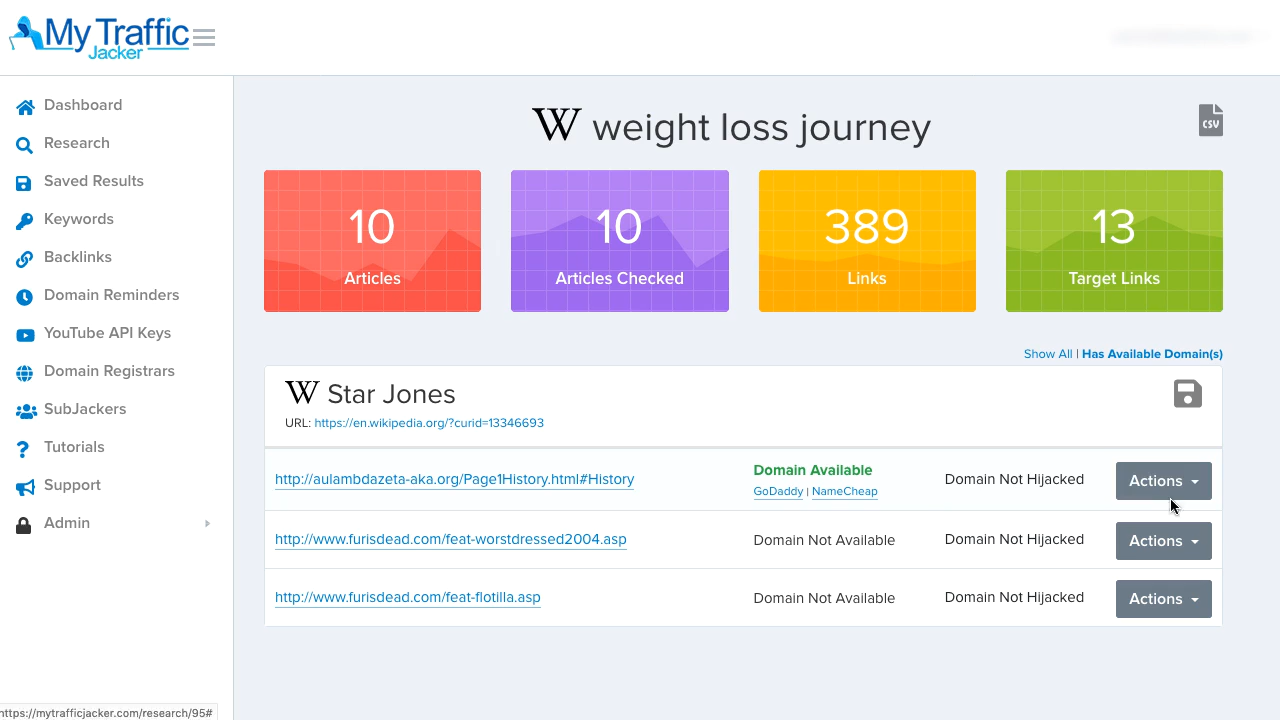 My Traffic
Jacker
Dashboard
Research
Saved Results
Keywords
Backlinks
Domain Reminders
YouTube API Keys
Domain Registrars
SubJackers
Tutorials
Support
Admin
W weight loss journey
CSV
10
Articles
10
Articles Checked
389
Links
13
Target Links
Show All | Has Available Domain(s)
W Star Jones
URL: https://en.wikipedia.org/?curid=13346693
http://aulambdazeta-aka.org/Page1History.html#History
Domain Available
GoDaddy | NameCheap
Domain Not Hijacked
Actions
http://www.furisdead.com/feat-worstdressed2004.asp
Domain Not Available
Domain Not Hijacked
Actions
http://www.furisdead.com/feat-flotilla.asp
Domain Not Available
Domain Not Hijacked
Actions
https://mytrafficjacker.com/research/95#